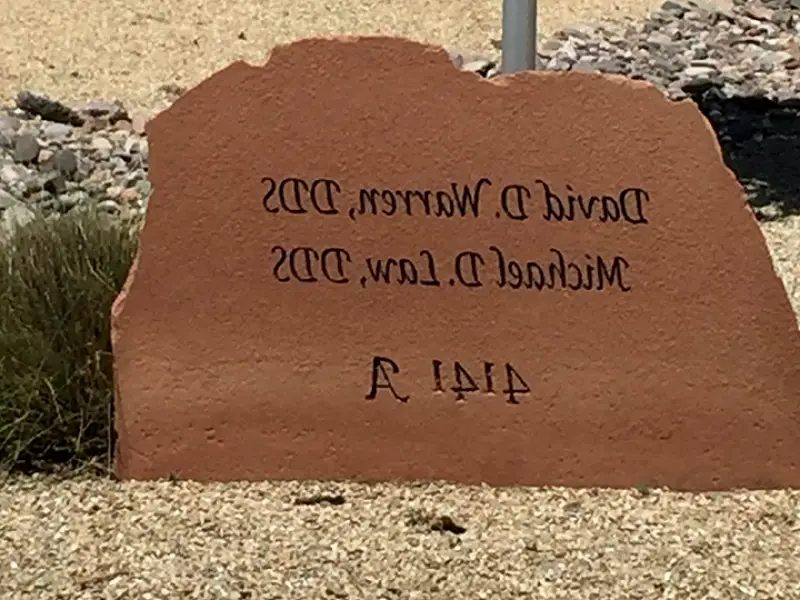 David D. Warren, DDS
Michael D. Law, DDS
4141 A